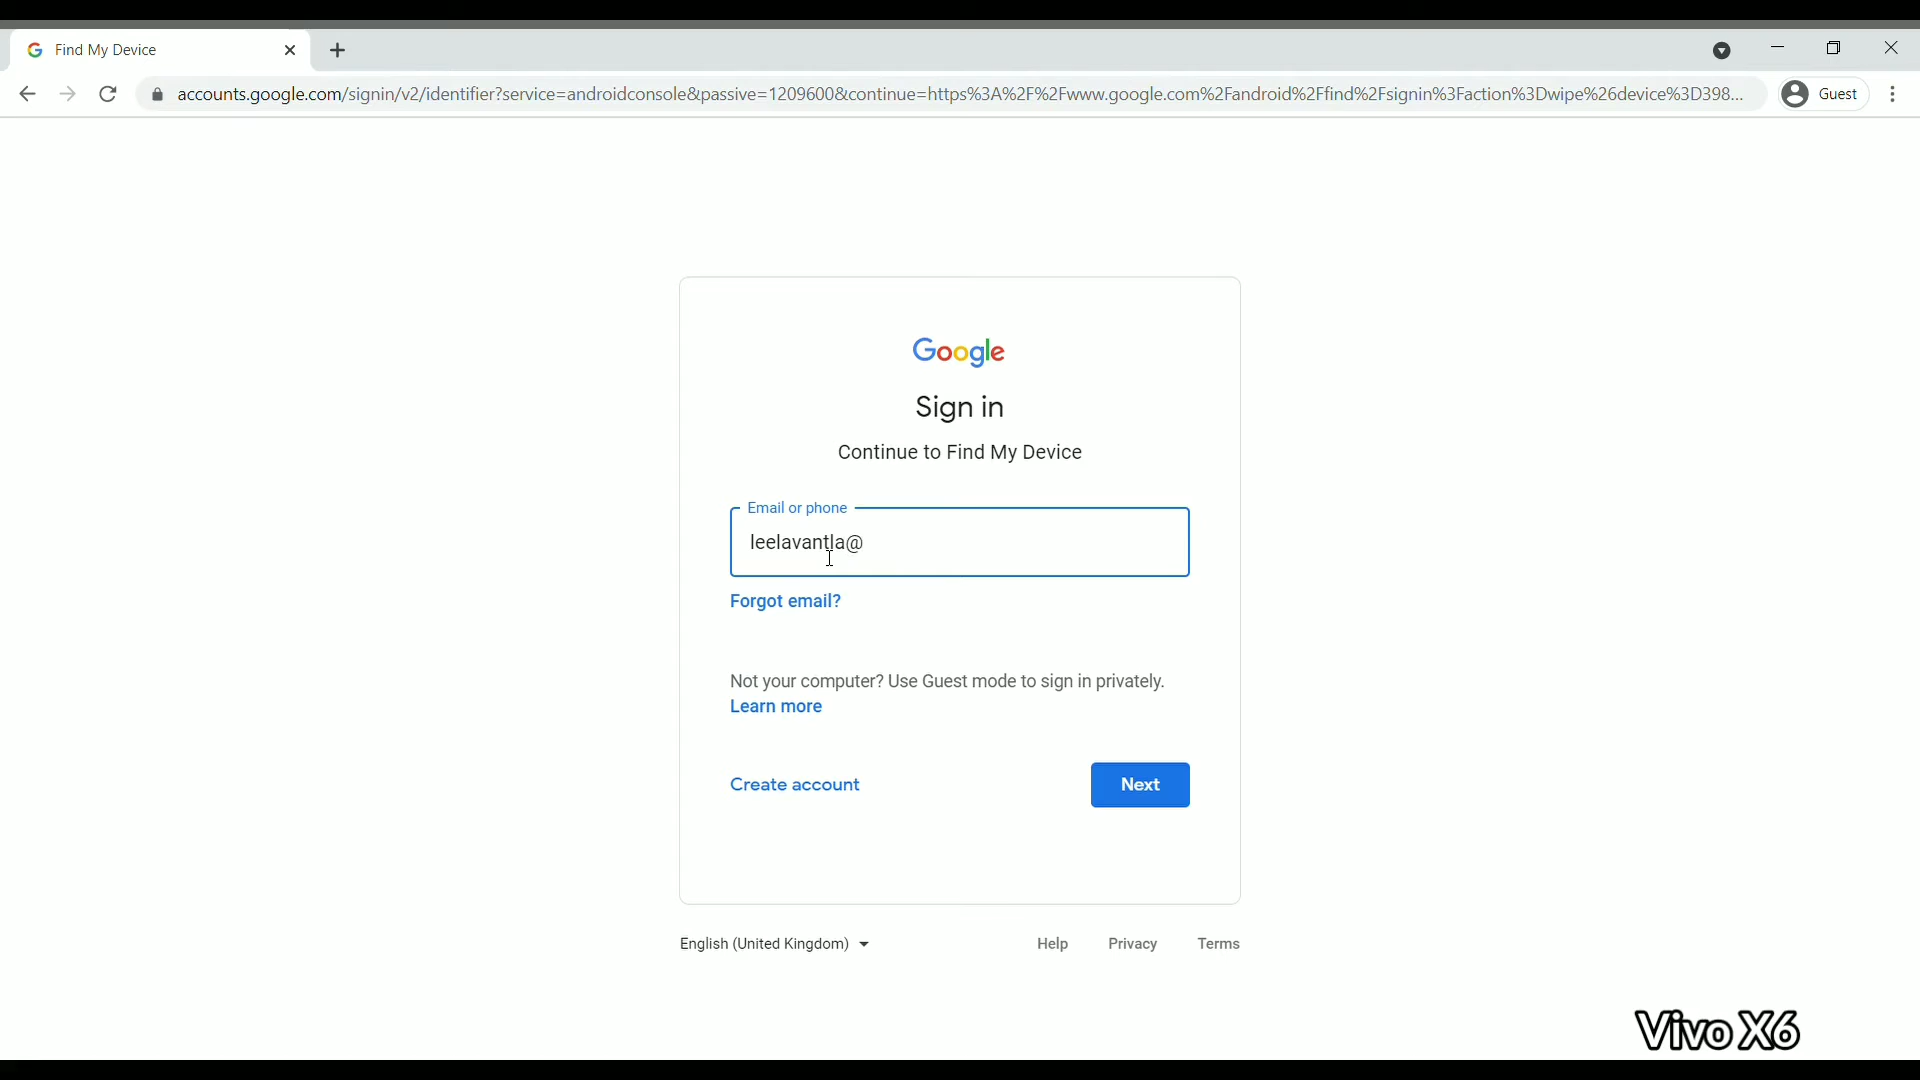 Find My Device
accounts.google.com/signin/v2/identifier?service=androidconsole&passive=1209600&continue=https%3A%2F%2Fwww.google.com%2Fandroid%2Ffind%2Fsignin%3Faction%3Dwipe%26device%3D398...
Guest
Google
Sign in
Continue to Find My Device
Email or phone
leelavantla@
Forgot email?
Not your computer? Use Guest mode to sign in privately.
Learn more
Create account
Next
English (United Kingdom)
Help
Privacy
Terms
Vivo X6